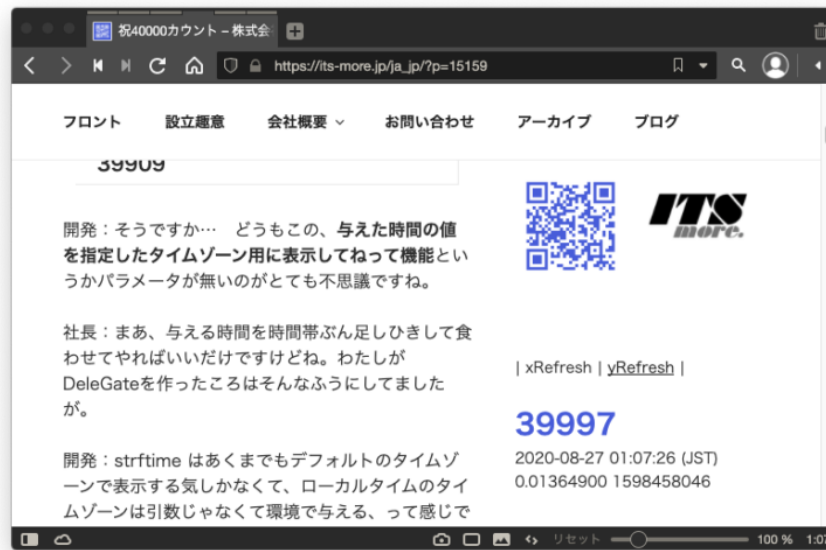 祝40000カウント – 株式会
https://its-more.jp/ja_jp/?p=15159
フロント 設立趣意 会社概要 お問い合わせ アーカイブ ブログ
39909
開発：そうですか… どうもこの、与えた時間の値
を指定したタイムゾーン用に表示してねって機能とい
うかパラメータが無いのがとても不思議ですね。
社長：まあ、与える時間を時間帯ぶん足しひきして食
わせてやればいいだけですけどね。わたしが
DeleGateを作ったころはそんなふうにしてました
が。
開発：strftime はあくまでもデフォルトのタイムゾ
ーンで表示する気しかなくて、ローカルタイムのタイ
ムゾーンは引数じゃなくて環境で与える、って感じで
ITS
more.
| xRefresh | yRefresh |
39997
2020-08-27 01:07:26 (JST)
0.01364900 1598458046
リセット 100 % 1:07